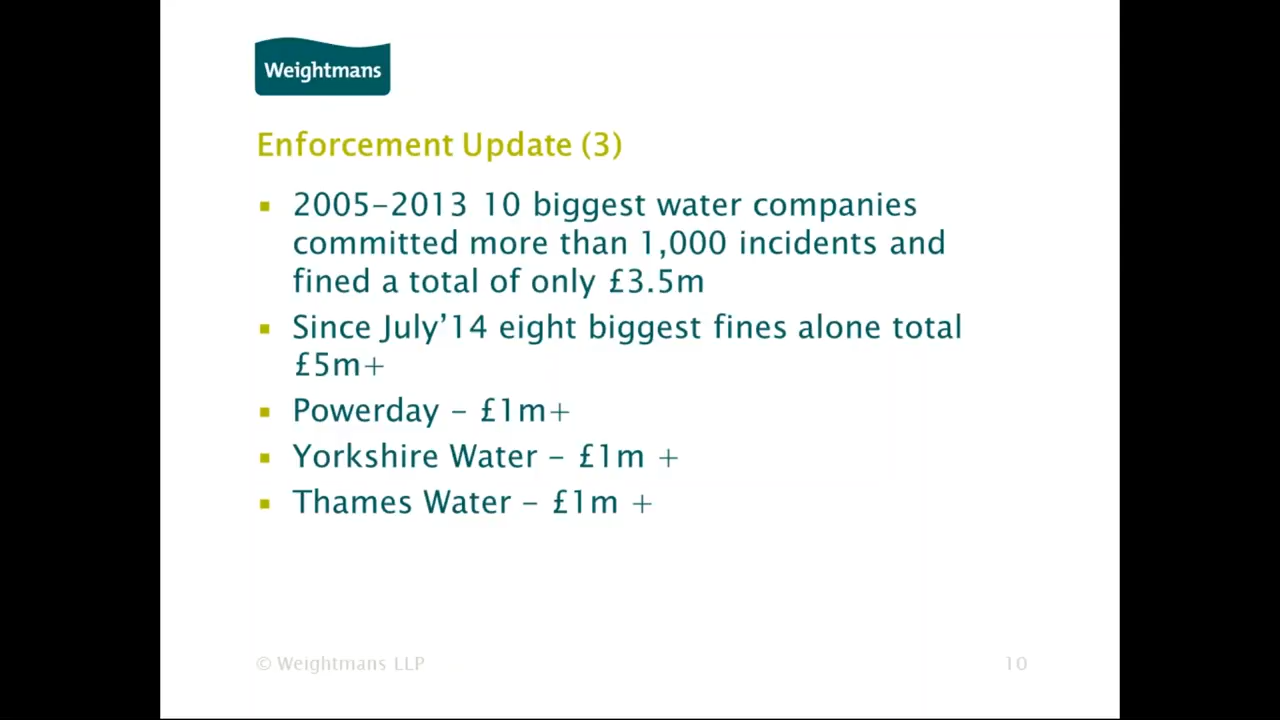 Weightmans
Enforcement Update (3)
2005-2013 10 biggest water companies
committed more than 1,000 incidents and
fined a total of only £3.5m
Since July’14 eight biggest fines alone total
£5m+
Powerday - £1m+
Yorkshire Water - £1m +
Thames Water - £1m +
© Weightmans LLP
10